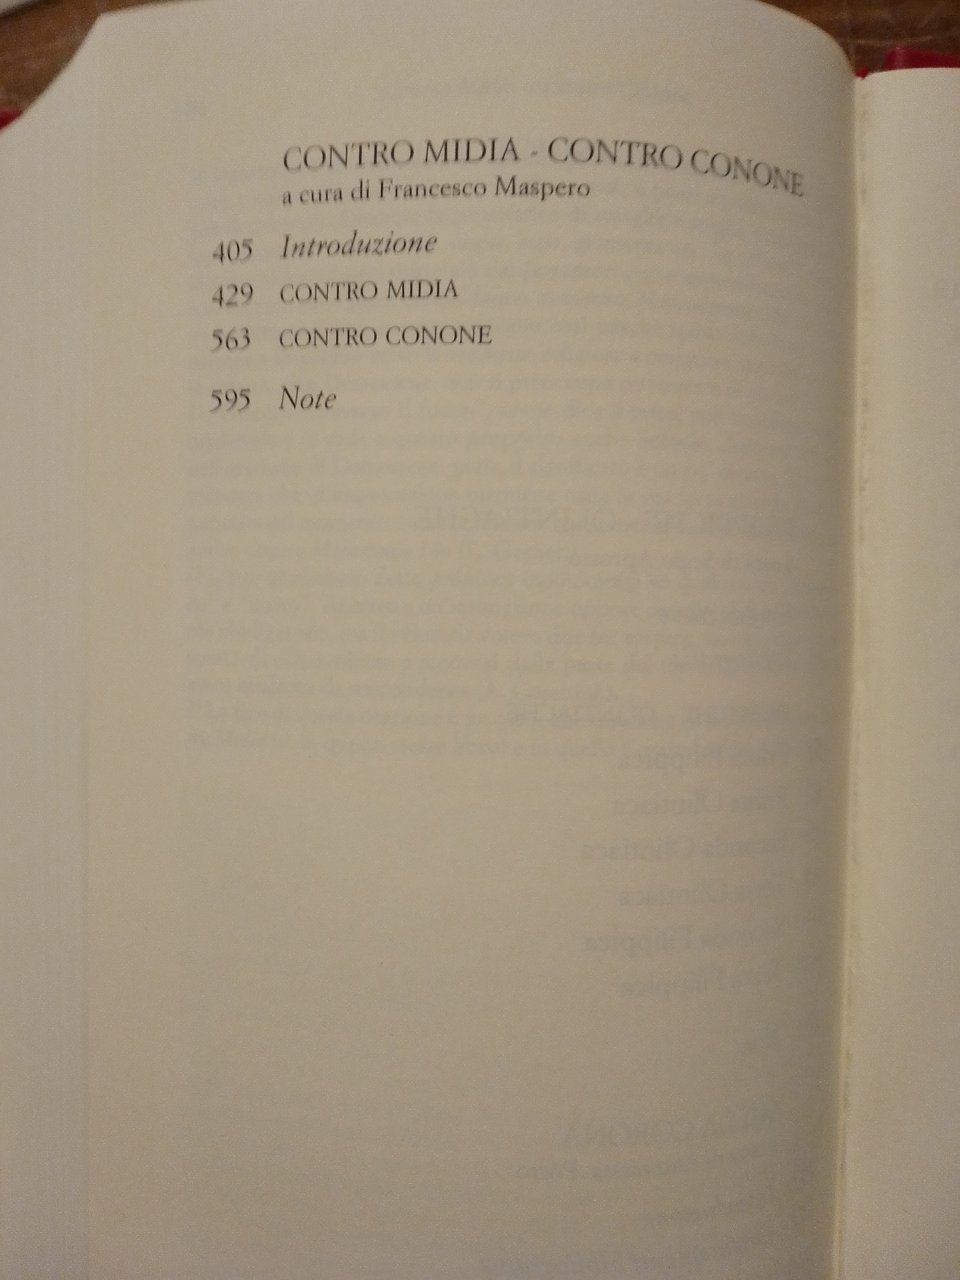 CONTRO MIDIA - CONTRO CONONE
a cura di Francesco Maspero
405 Introduzione
429 CONTRO MIDIA
563 CONTRO CONONE
595 Note